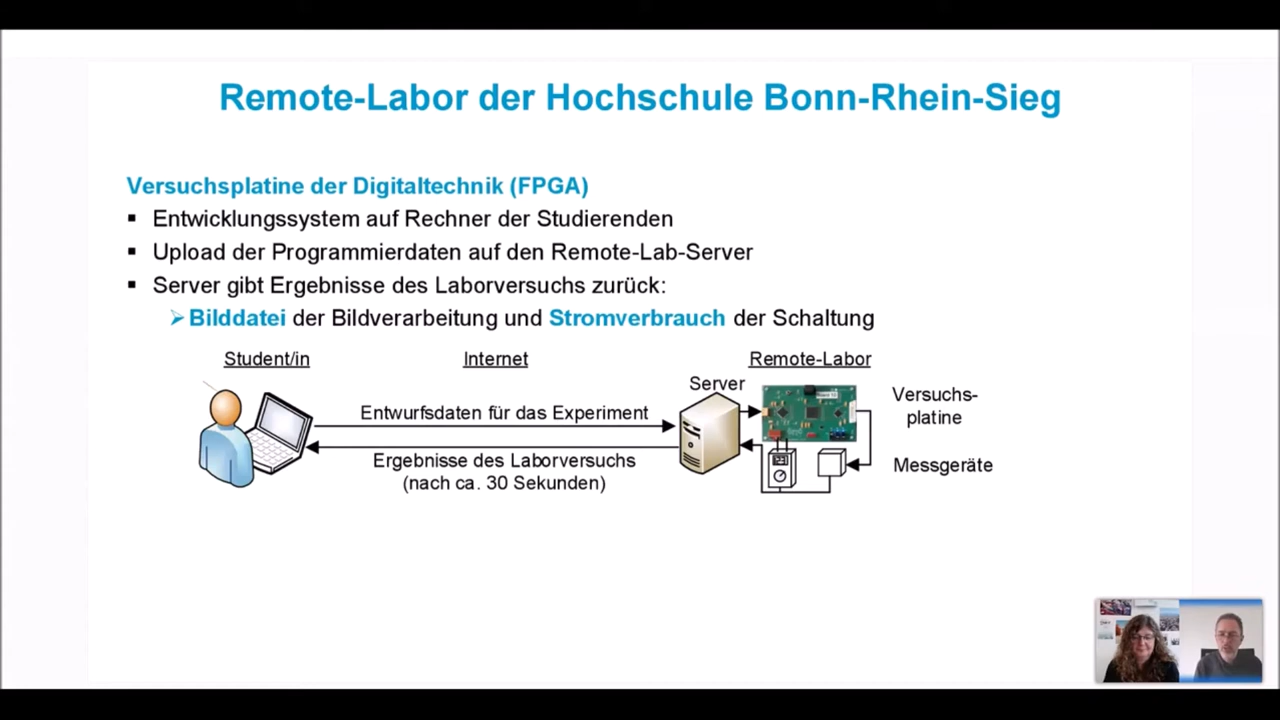 Remote-Labor der Hochschule Bonn-Rhein-Sieg
Versuchsplatine der Digitaltechnik (FPGA)
▪ Entwicklungssystem auf Rechner der Studierenden
▪ Upload der Programmierdaten auf den Remote-Lab-Server
▪ Server gibt Ergebnisse des Laborversuchs zurück:
➢ Bilddatei der Bildverarbeitung und Stromverbrauch der Schaltung
Student/in
Internet
Remote-Labor
Server
Entwurfsdaten für das Experiment
Ergebnisse des Laborversuchs
(nach ca. 30 Sekunden)
Versuchs-
platine
Messgeräte